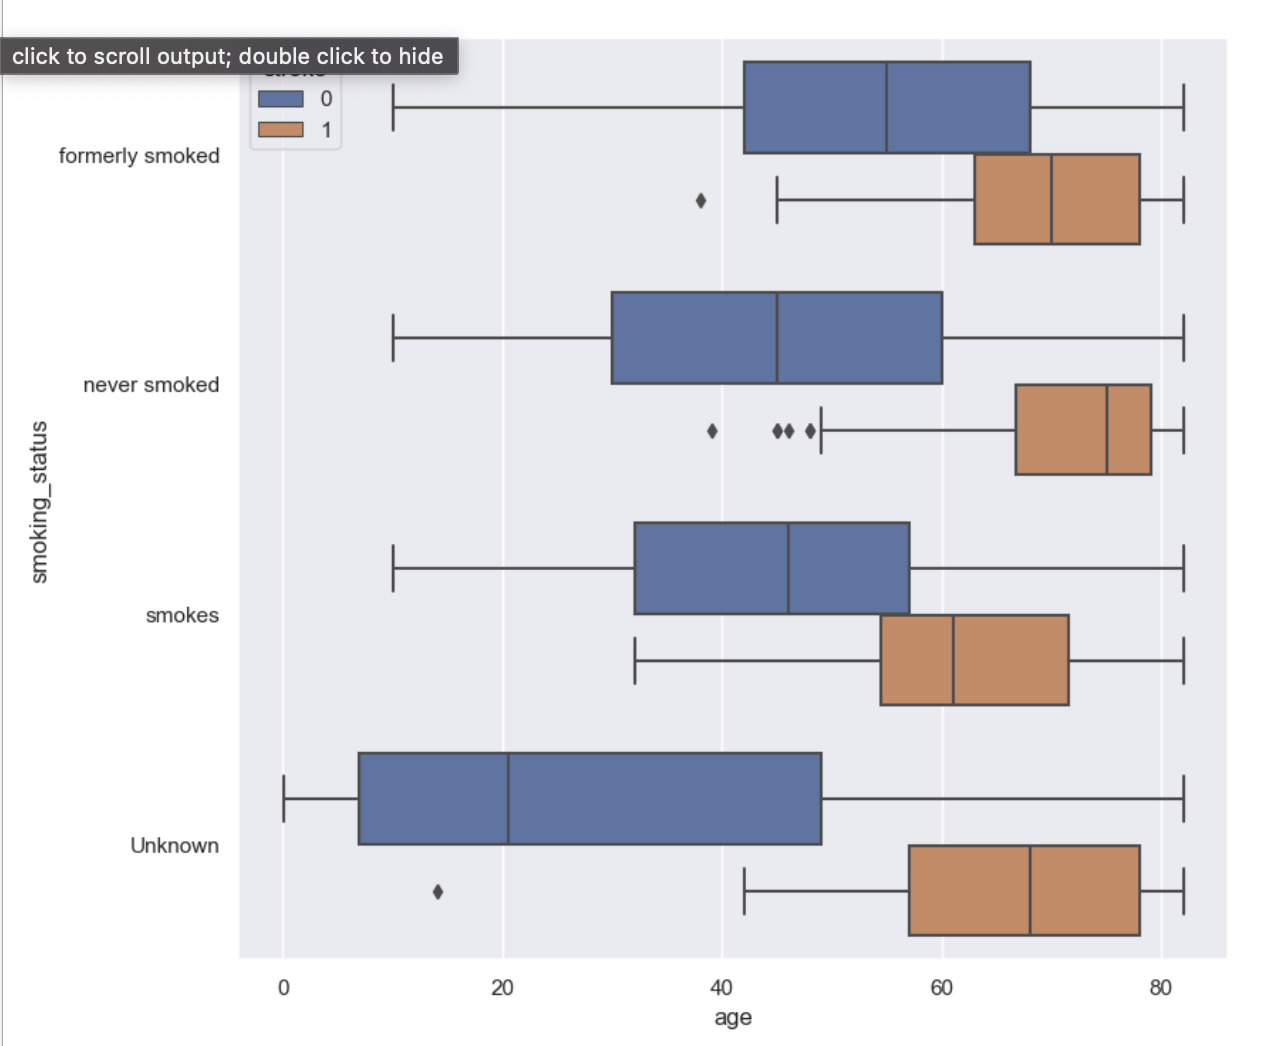 click to scroll output; double click to hide
stroke
0
1
formerly smoked
never smoked
smokes
Unknown
smoking_status
0 20 40 60 80
age